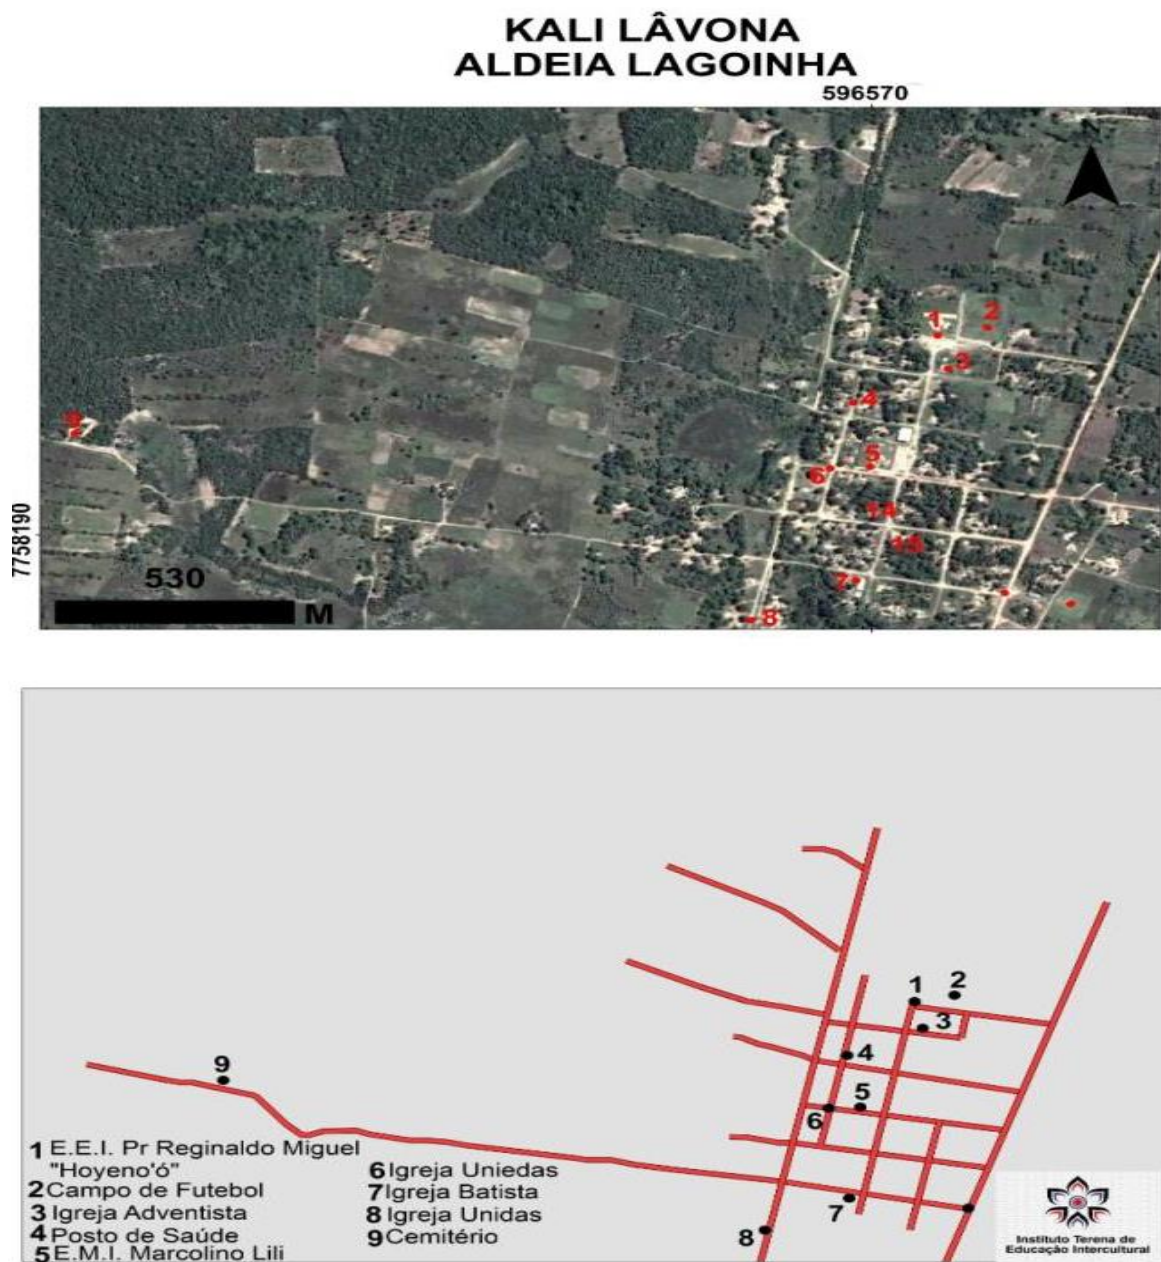 KALI LÂVONA
ALDEIA LAGOINHA
596570
N
1
2
3
4
9
5
6
14
15
7758190
530
7
M
8
1
2
3
4
9
5
6
1 E.E.I. Pr Reginaldo Miguel
"Hoyeno'ó"
2 Campo de Futebol
3 Igreja Adventista
4 Posto de Saúde
5 E.M.I. Marcolino Lili
6 Igreja Uniedas
7 Igreja Batista
8 Igreja Unidas
9 Cemitério
7
8
Instituto Terena de
Educação Intercultural